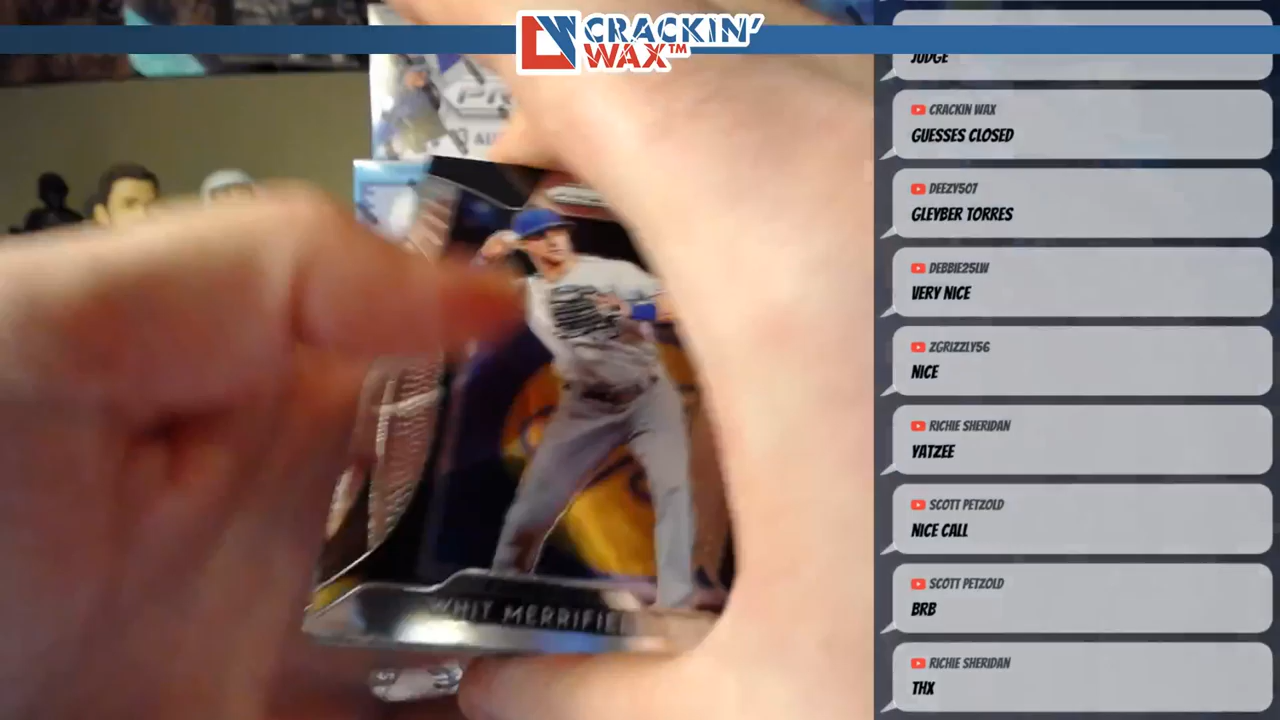 CRACKIN'
WAX™
JUDGE
CRACKIN WAX
GUESSES CLOSED
DEEZY507
GLEYBER TORRES
DEBBIE25LW
VERY NICE
ZGRIZZLY56
NICE
RICHIE SHERIDAN
YATZEE
SCOTT PETZOLD
NICE CALL
SCOTT PETZOLD
BRB
RICHIE SHERIDAN
THX
WHIT